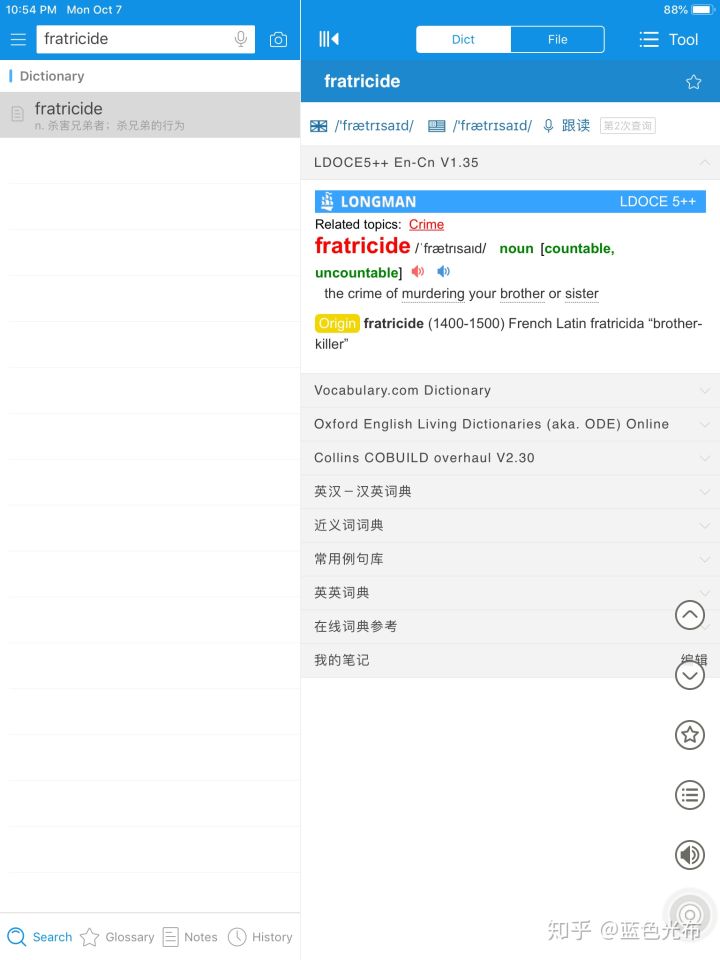 10:54 PM Mon Oct 7
88%
fratricide
Dict
File
Tool
Dictionary
fratricide
n. 杀害兄弟者；杀兄弟的行为
fratricide
/'frætrɪsaɪd/ /'frætrɪsaɪd/ 跟读 第2次查询
LDOCE5++ En-Cn V1.35
LONGMAN LDOCE 5++
Related topics: Crime
fratricide /ˈfrætrɪsaɪd/ noun [countable,
uncountable]
the crime of murdering your brother or sister
Origin fratricide (1400-1500) French Latin fratricida “brother-
killer”
Vocabulary.com Dictionary
Oxford English Living Dictionaries (aka. ODE) Online
Collins COBUILD overhaul V2.30
英汉－汉英词典
近义词词典
常用例句库
英英词典
在线词典参考
我的笔记 编辑
Search Glossary Notes History
知乎 @蓝色光布